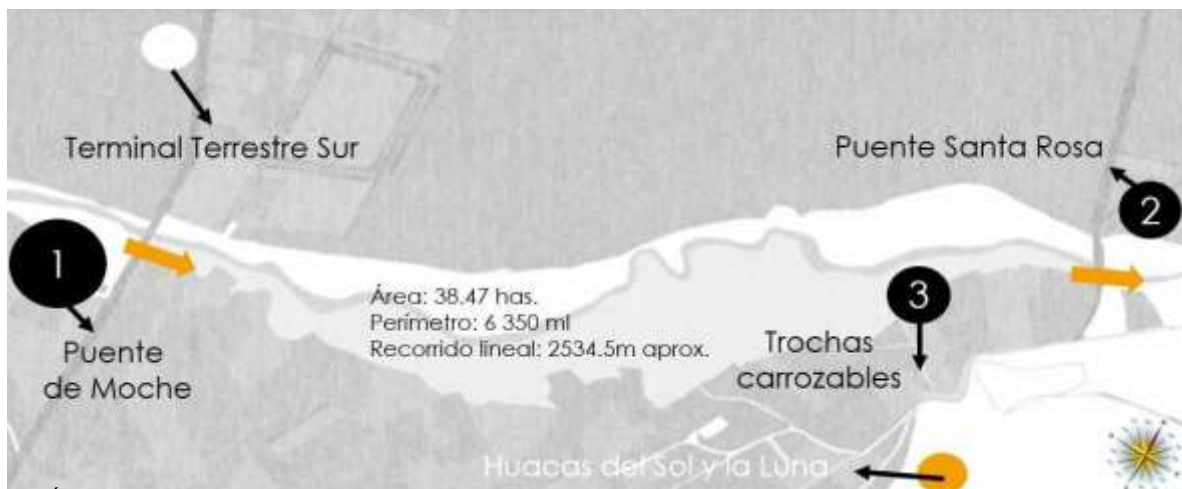 Terminal Terrestre Sur
Puente Santa Rosa
2
1
Puente
de Moche
Área: 38.47 has.
Perímetro: 6 350 ml
Recorrido lineal: 2534.5m aprox.
3
Trochas
carrozables
Huacas del Sol y la Luna